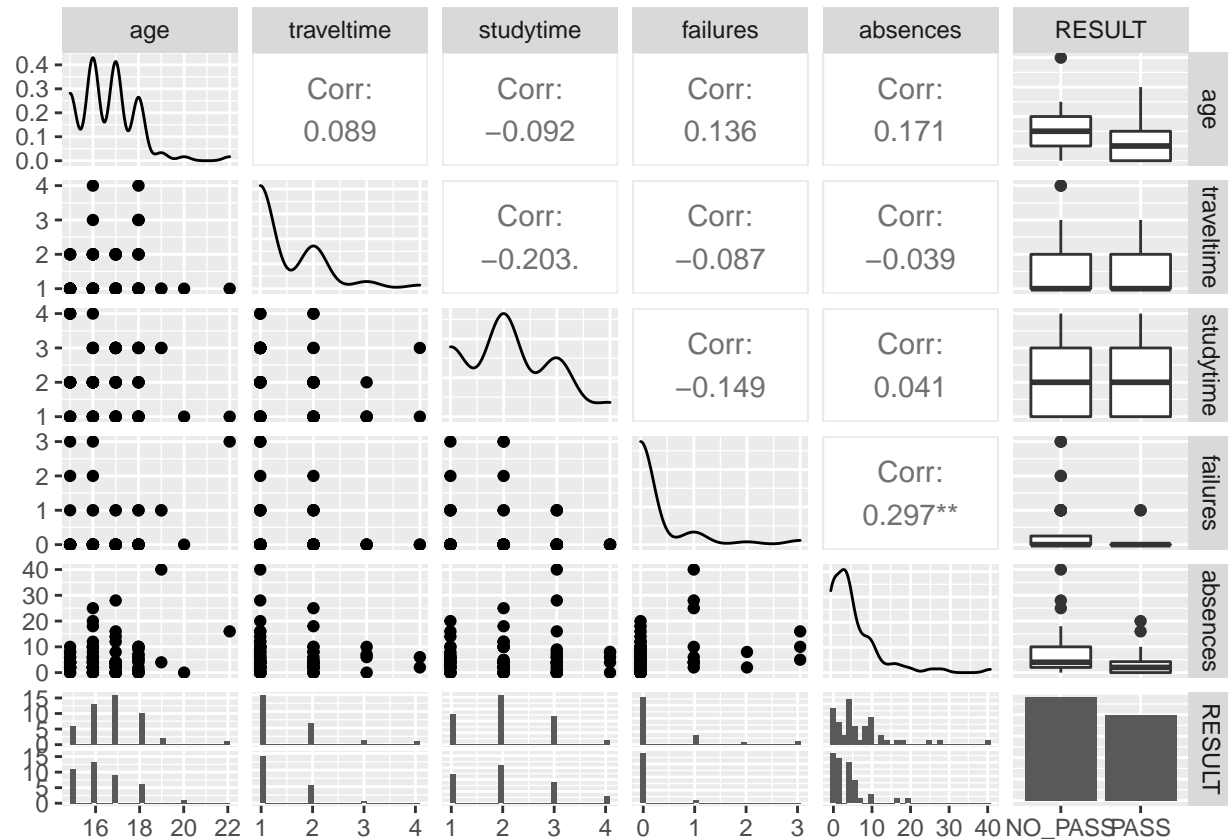 age traveltime studytime failures absences RESULT
0.4
0.3
0.2
0.1
0.0
Corr:
0.089
Corr:
−0.092
Corr:
0.136
Corr:
0.171
age
4
3
2
1
Corr:
−0.203.
Corr:
−0.087
Corr:
−0.039
traveltime
4
3
2
1
Corr:
−0.149
Corr:
0.041
studytime
3
2
1
0
Corr:
0.297**
failures
40
30
20
10
0
absences
15
10
5
0
15
10
5
0
RESULT
16 18 20 22 1 2 3 4 1 2 3 4 0 1 2 3 0 10 20 30 40 NO_PASS PASS